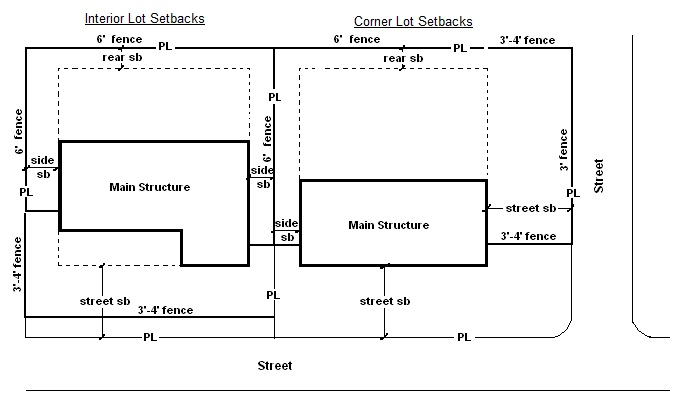 Interior Lot Setbacks
Corner Lot Setbacks
6' fence
PL
6' fence
PL
3'-4' fence
rear sb
rear sb
PL
6' fence
6' fence
3' fence
side
sb
side
sb
PL
Main Structure
Street
PL
street sb
side
sb
Main Structure
3'-4' fence
3'-4' fence
street sb
PL
street sb
3'-4' fence
PL
PL
Street